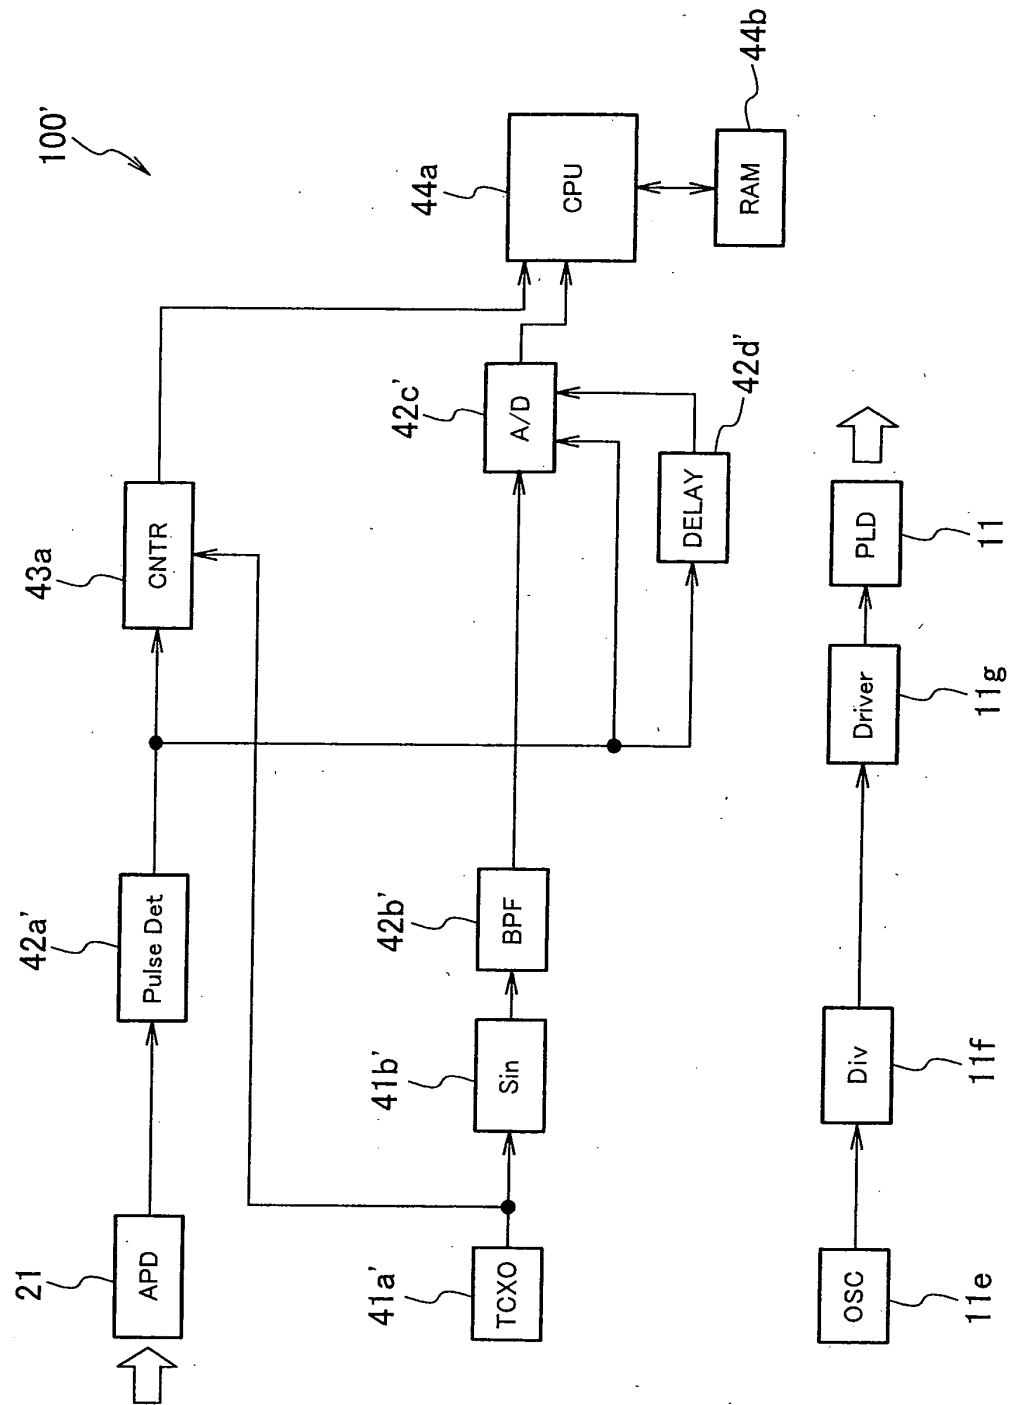 100'
21
APD
42a'
Pulse Det
43a
CNTR
41a'
TCXO
41b'
Sin
42b'
BPF
42c'
A/D
44a
CPU
DELAY
42d'
RAM
44b
OSC
11e
Div
11f
Driver
11g
PLD
11